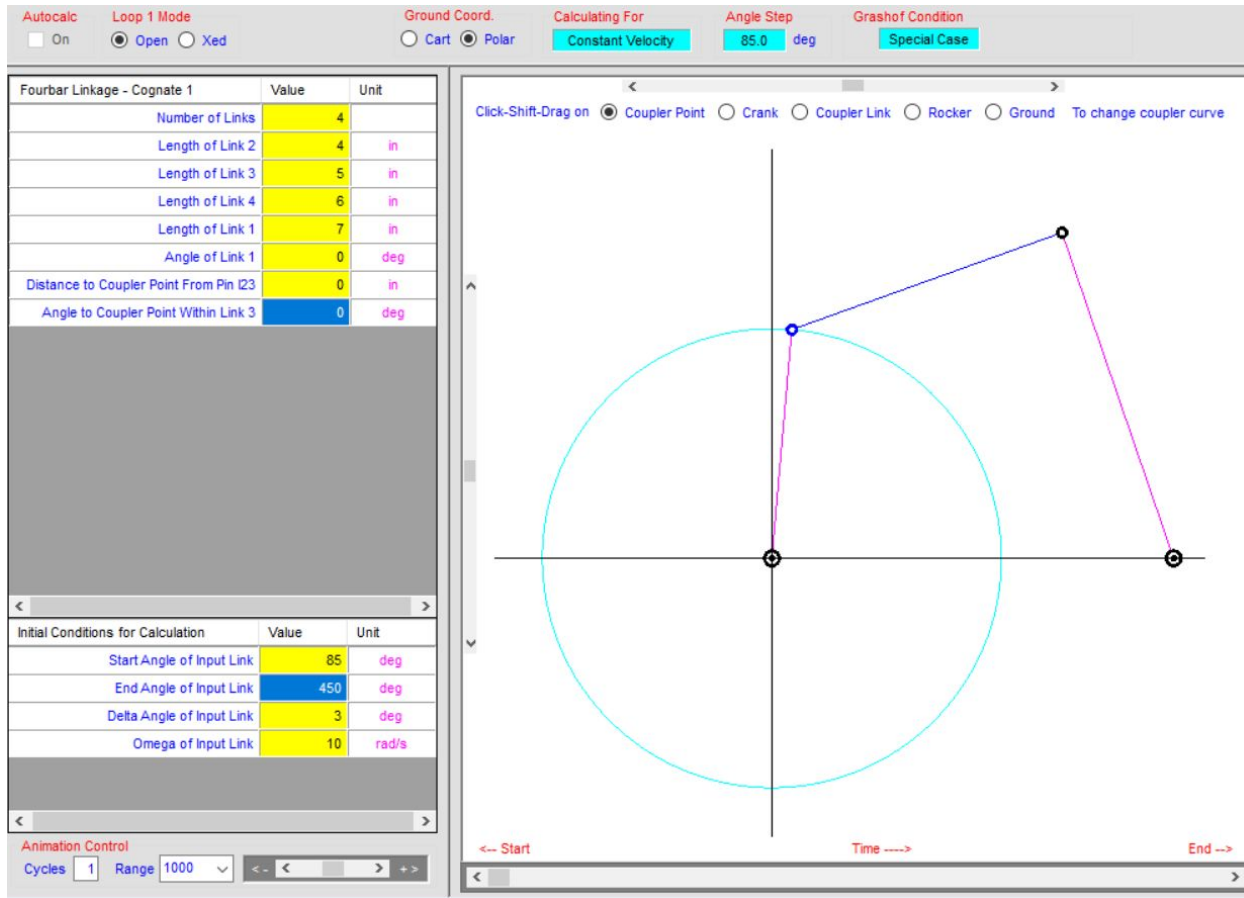 Autocalc Loop 1 Mode Ground Coord. Calculating For Angle Step Grashof Condition
On Open Xed Cart Polar Constant Velocity 85.0 deg Special Case
Fourbar Linkage - Cognate 1 Value Unit
Number of Links 4
Length of Link 2 4 in
Length of Link 3 5 in
Length of Link 4 6 in
Length of Link 1 7 in
Angle of Link 1 0 deg
Distance to Coupler Point From Pin I23 0 in
Angle to Coupler Point Within Link 3 0 deg
Initial Conditions for Calculation Value Unit
Start Angle of Input Link 85 deg
End Angle of Input Link 450 deg
Delta Angle of Input Link 3 deg
Omega of Input Link 10 rad/s
Animation Control
Cycles 1 Range 1000 <- < > +>
Click-Shift-Drag on Coupler Point Crank Coupler Link Rocker Ground To change coupler curve
<-- Start Time ----> End -->